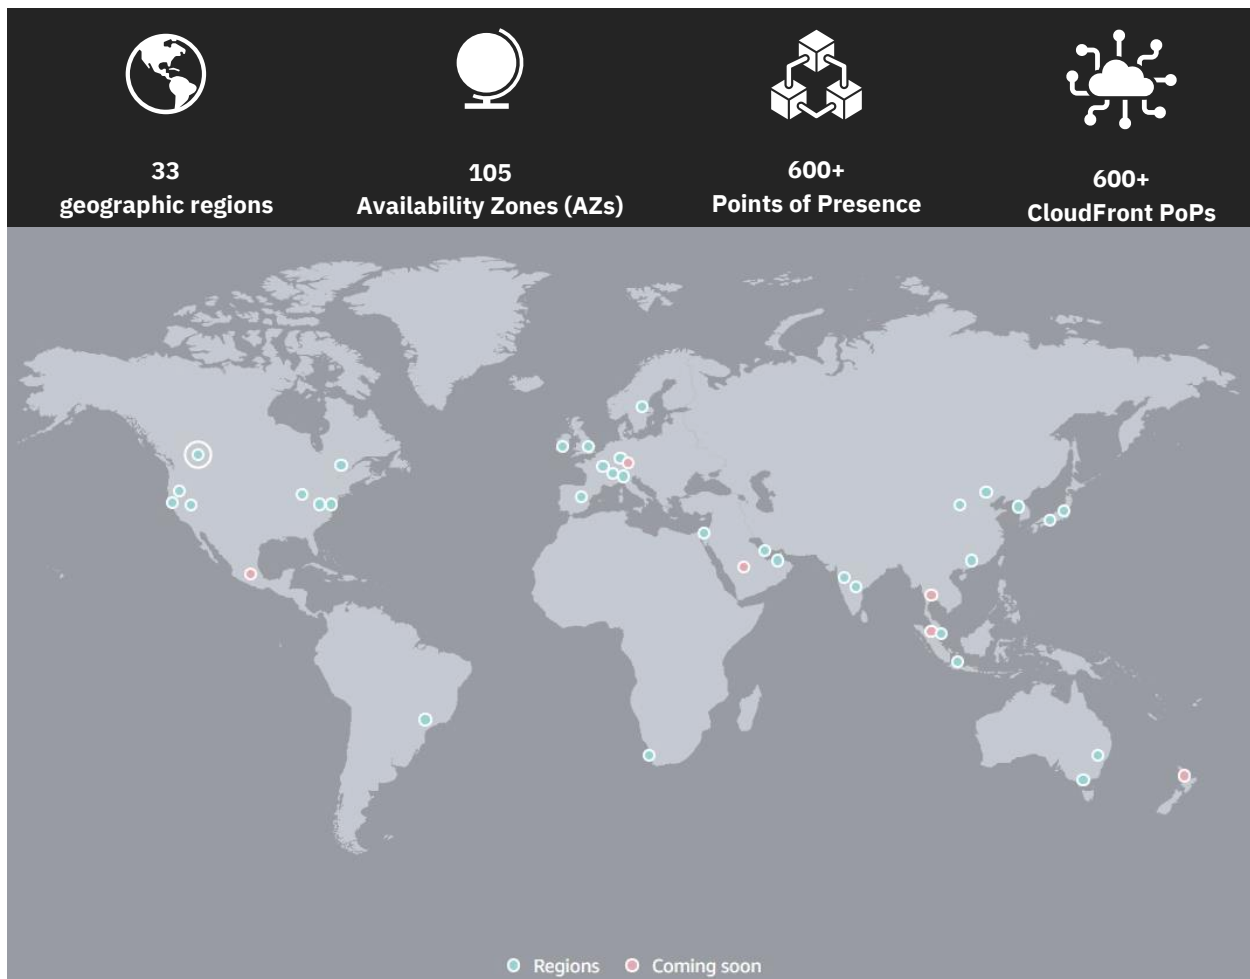 33
geographic regions
105
Availability Zones (AZs)
600+
Points of Presence
600+
CloudFront PoPs
Regions
Coming soon